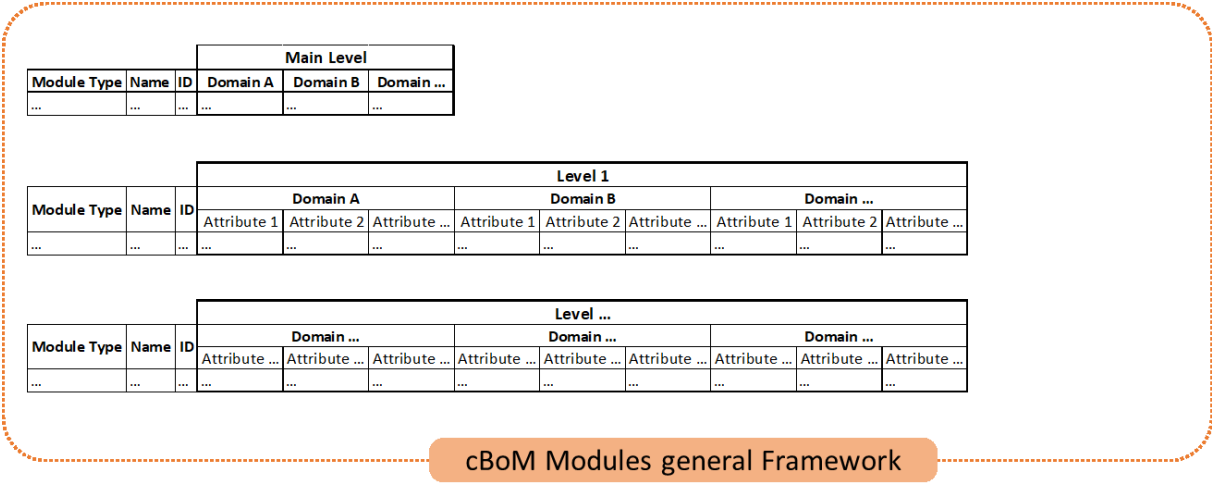 Main Level
Module Type Name ID Domain A Domain B Domain ...
... ... ... ... ... ...
Level 1
Module Type Name ID Domain A Domain B Domain ...
Attribute 1 Attribute 2 Attribute ... Attribute 1 Attribute 2 Attribute ... Attribute 1 Attribute 2 Attribute ...
... ... ... ... ... ... ... ... ... ... ... ...
Level ...
Module Type Name ID Domain ... Domain ... Domain ...
Attribute ... Attribute ... Attribute ... Attribute ... Attribute ... Attribute ... Attribute ... Attribute ... Attribute ...
... ... ... ... ... ... ... ... ... ... ... ...
cBoM Modules general Framework